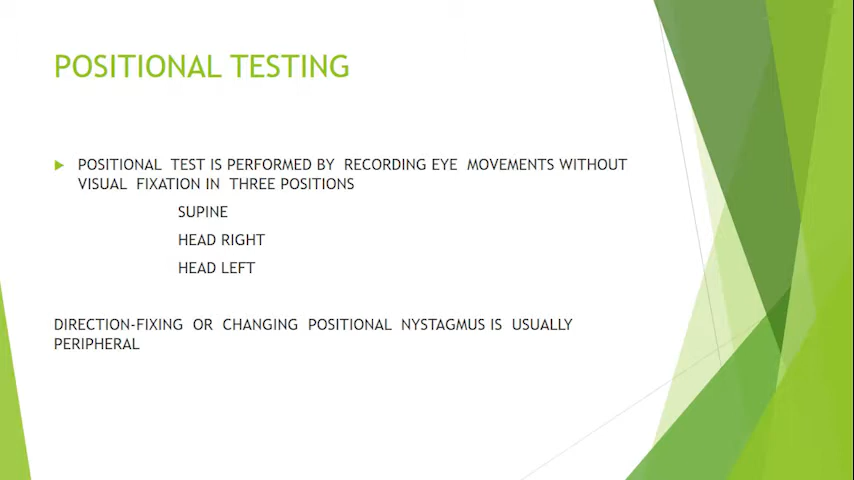 POSITIONAL TESTING
POSITIONAL TEST IS PERFORMED BY RECORDING EYE MOVEMENTS WITHOUT
VISUAL FIXATION IN THREE POSITIONS
SUPINE
HEAD RIGHT
HEAD LEFT
DIRECTION-FIXING OR CHANGING POSITIONAL NYSTAGMUS IS USUALLY
PERIPHERAL